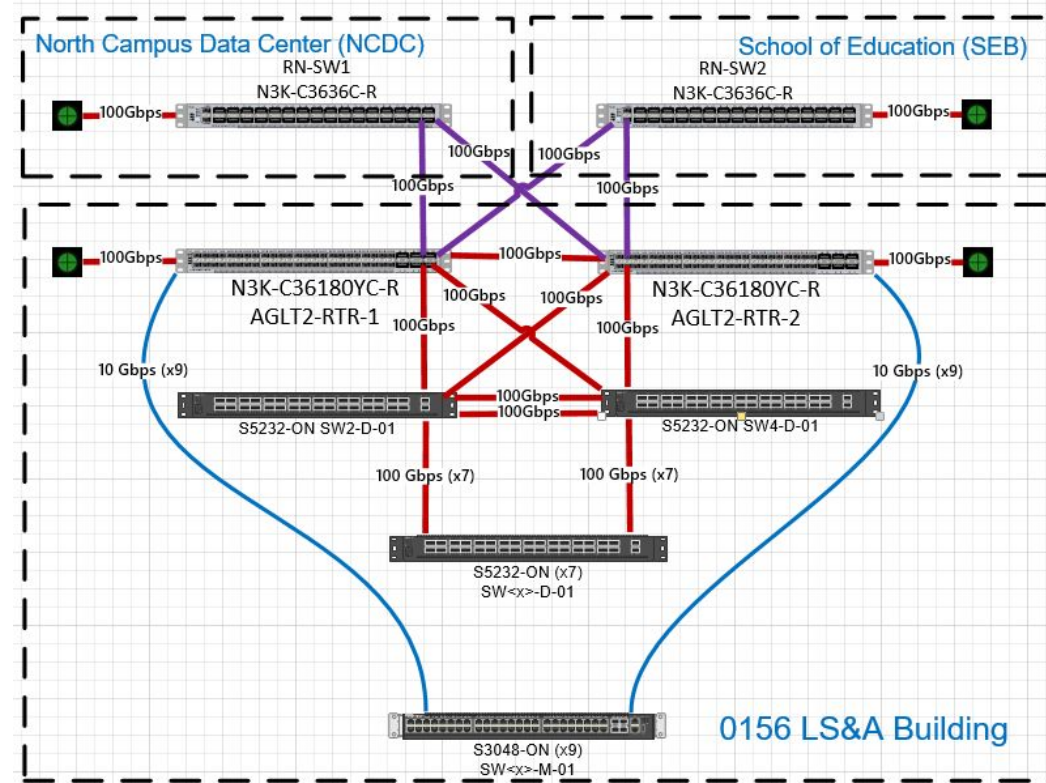 North Campus Data Center (NCDC)
School of Education (SEB)
RN-SW1
N3K-C3636C-R
RN-SW2
N3K-C3636C-R
100Gbps
100Gbps
100Gbps
100Gbps
100Gbps
100Gbps
100Gbps
100Gbps
100Gbps
N3K-C36180YC-R
AGLT2-RTR-1
N3K-C36180YC-R
AGLT2-RTR-2
100Gbps
100Gbps
100Gbps
100Gbps
10 Gbps (x9)
10 Gbps (x9)
100Gbps
100Gbps
S5232-ON SW2-D-01
S5232-ON SW4-D-01
100 Gbps (x7)
100 Gbps (x7)
S5232-ON (x7)
SW<x>-D-01
S3048-ON (x9)
SW<x>-M-01
0156 LS&A Building